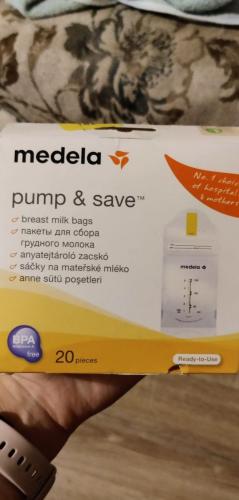 medela
No. 1 choice
of hospitals
& mothers
pump & save™
breast milk bags
пакеты для сбора
грудного молока
anyatejtároló zacskó
sáčky na mateřské mléko
anne sütü poşetleri
medela
BPA
free
20 pieces
Ready-to-Use